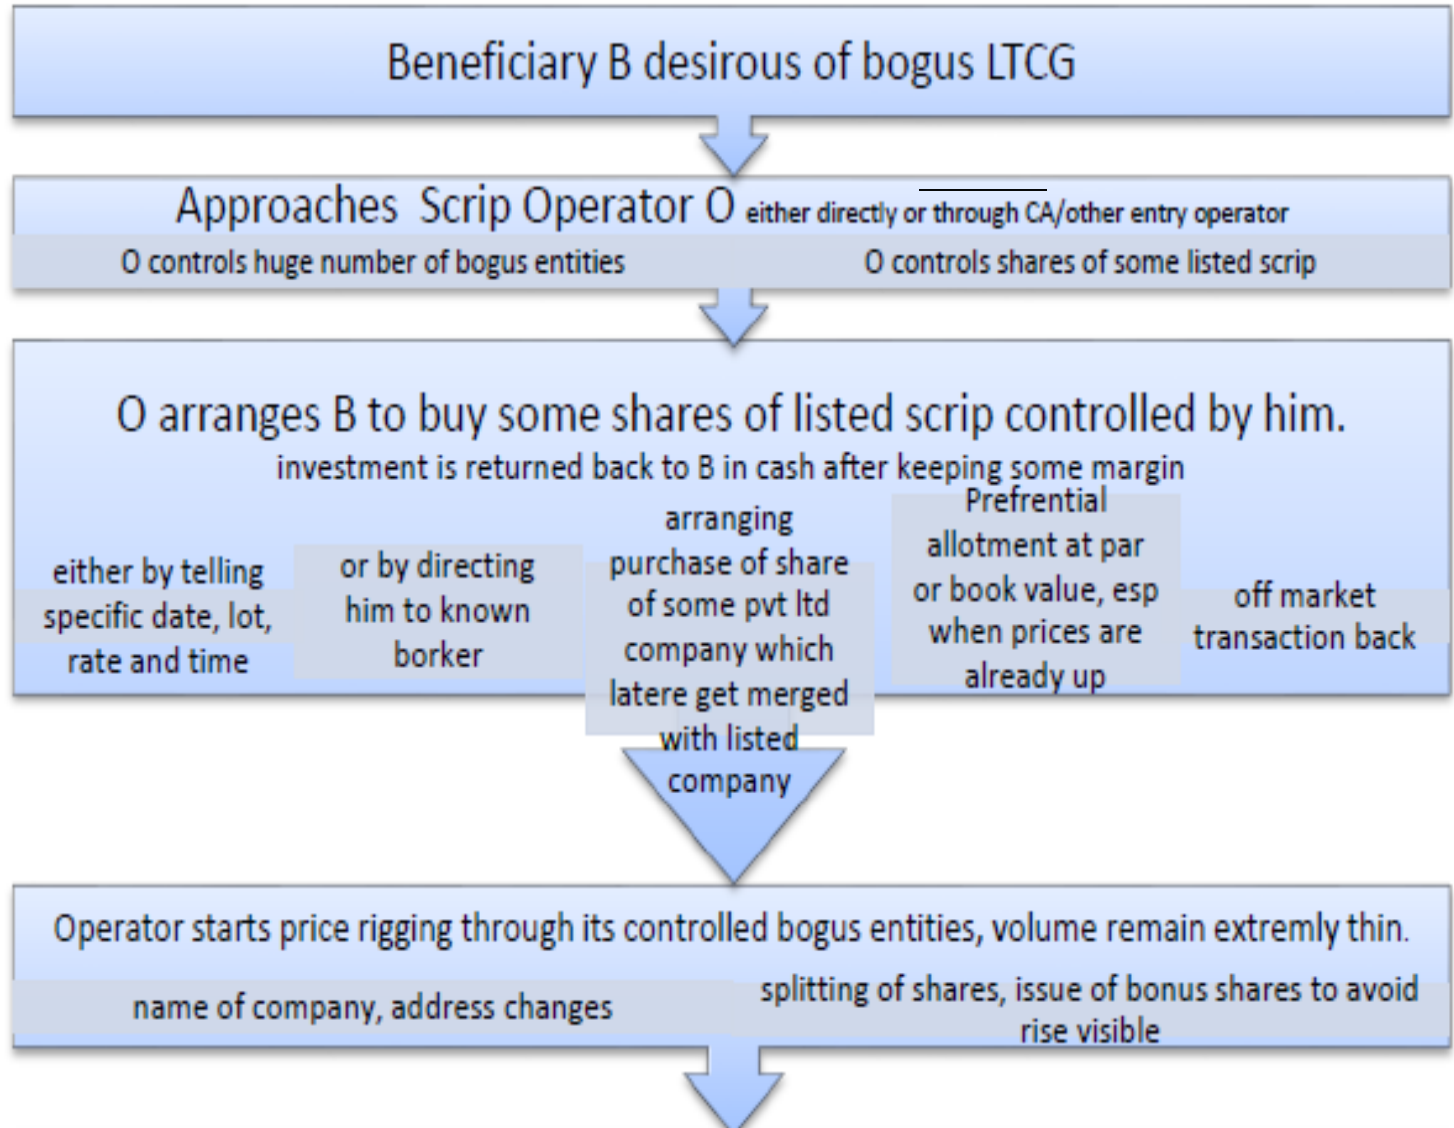 Beneficiary B desirous of bogus LTCG
Approaches Scrip Operator O either directly or through CA/other entry operator
O controls huge number of bogus entities
O controls shares of some listed scrip
O arranges B to buy some shares of listed scrip controlled by him.
investment is returned back to B in cash after keeping some margin
either by telling
specific date, lot,
rate and time
or by directing
him to known
borker
arranging
purchase of share
of some pvt ltd
company which
latere get merged
with listed
company
Prefrential
allotment at par
or book value, esp
when prices are
already up
off market
transaction back
Operator starts price rigging through its controlled bogus entities, volume remain extremly thin.
name of company, address changes
splitting of shares, issue of bonus shares to avoid
rise visible